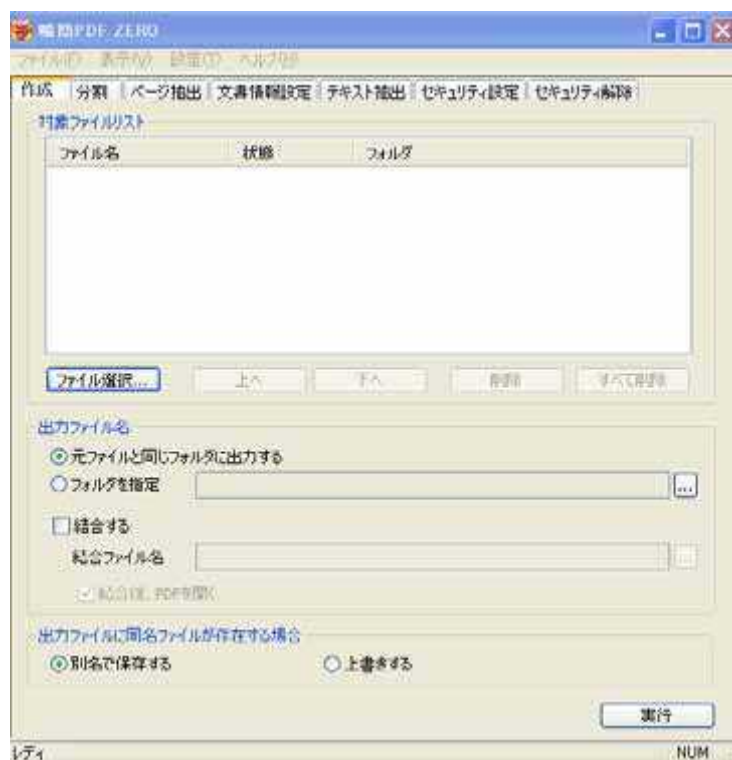 瞬簡PDF ZERO
ファイル(F) 表示(V) 設定(T) ヘルプ(H)
作成 分割 ページ抽出 文書情報設定 テキスト抽出 セキュリティ設定 セキュリティ解除
対象ファイルリスト
ファイル名 状態 フォルダ
ファイル選択... 上へ 下へ 削除 すべて削除
出力ファイル名
元ファイルと同じフォルダに出力する
フォルダを指定 ...
結合する
結合ファイル名 ...
結合後、PDFを開く
出力ファイルに同名ファイルが存在する場合
別名で保存する 上書きする
実行
レディ NUM